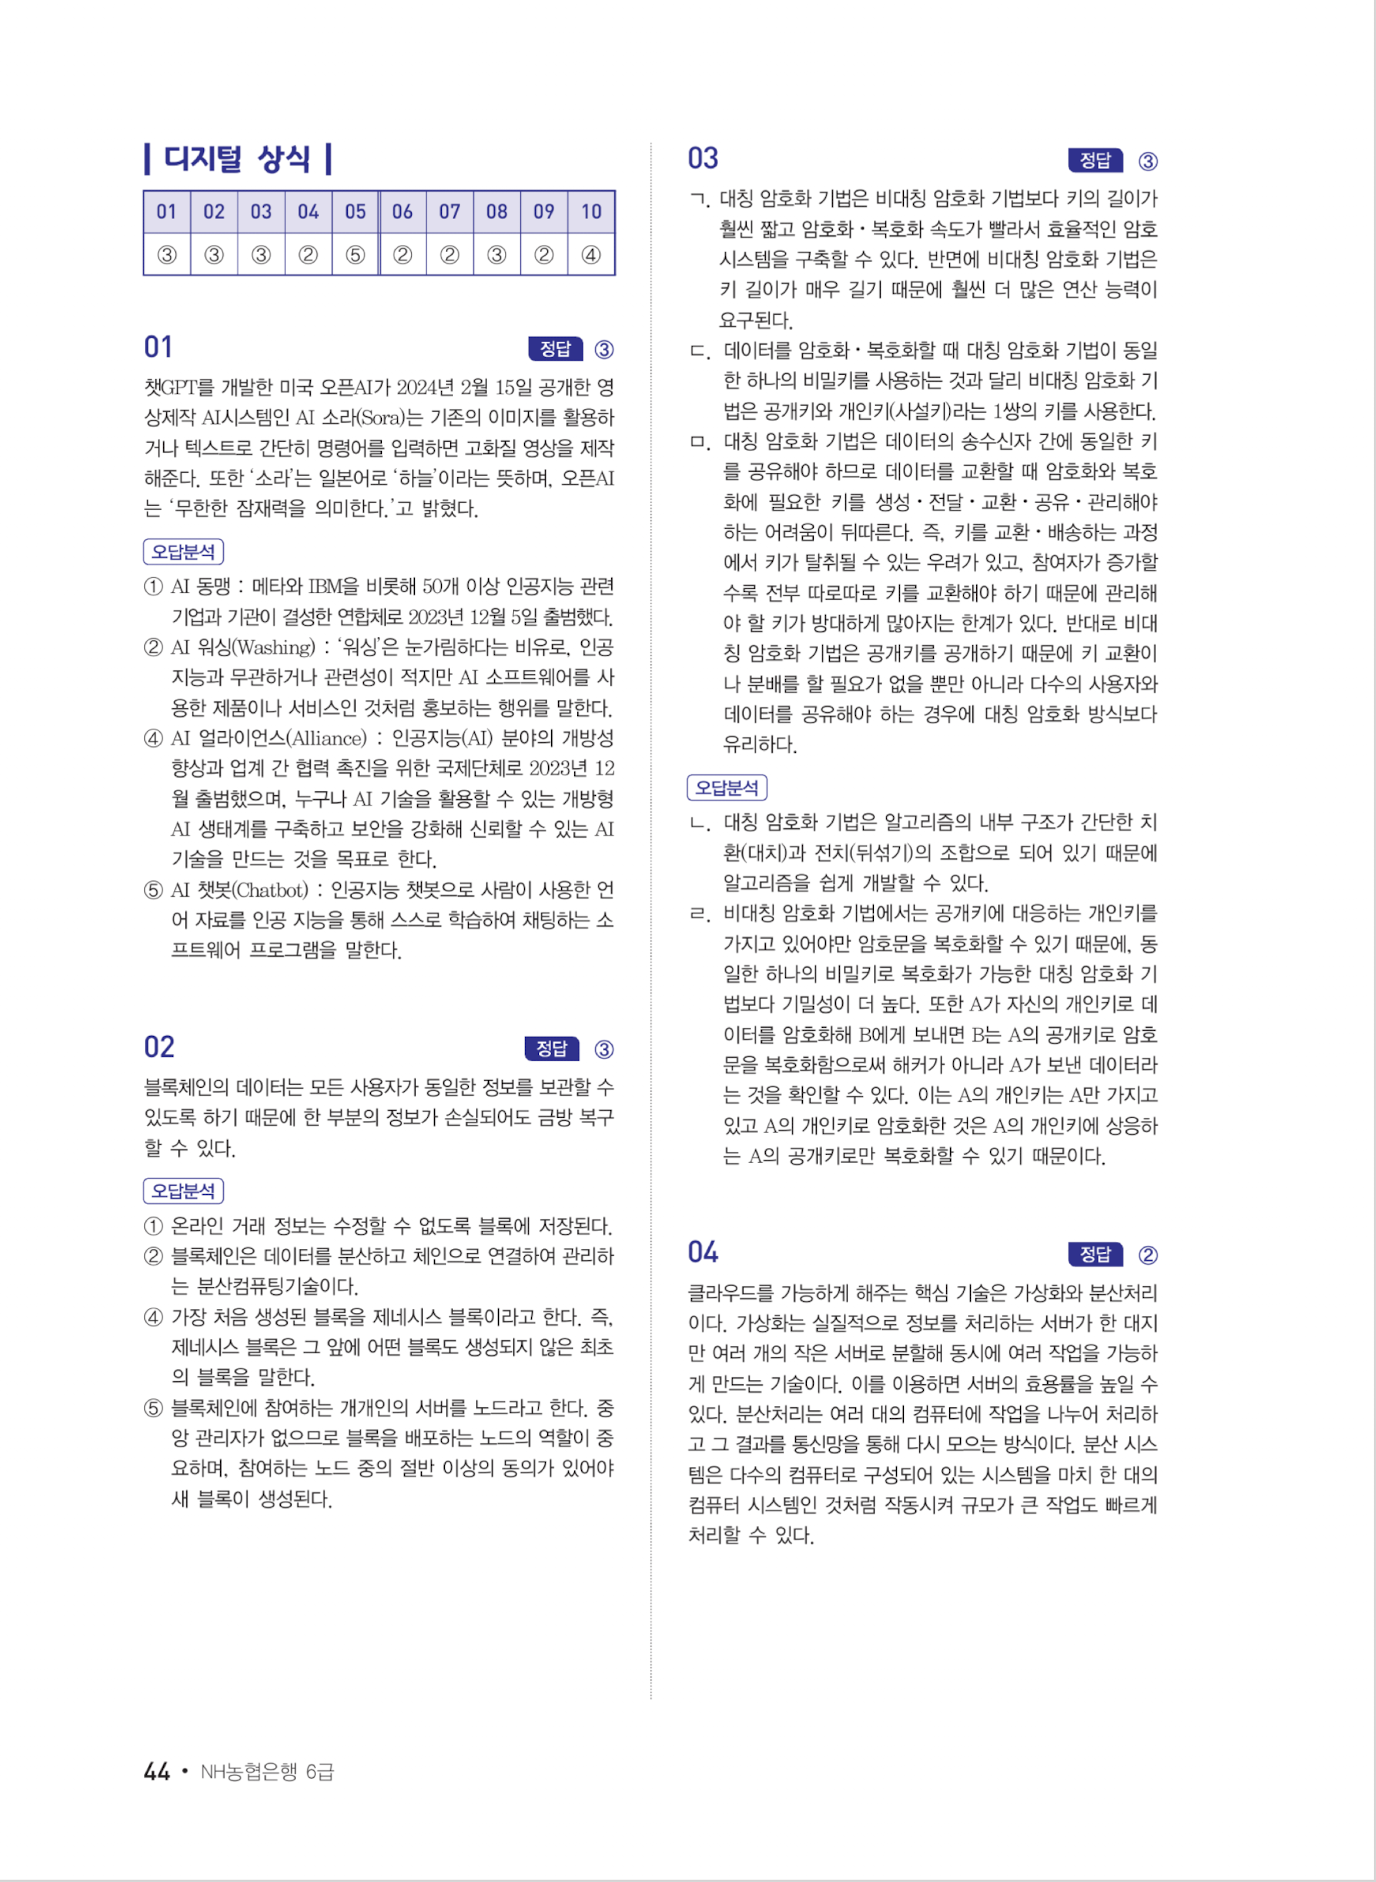 디지털 상식
01 02 03 04 05 06 07 08 09 10
③ ③ ③ ② ⑤ ② ② ③ ② ④
01 정답 ③
챗GPT를 개발한 미국 오픈AI가 2024년 2월 15일 공개한 영
상제작 AI시스템인 AI 소라(Sora)는 기존의 이미지를 활용하
거나 텍스트로 간단히 명령어를 입력하면 고화질 영상을 제작
해준다. 또한 ‘소라’는 일본어로 ‘하늘’이라는 뜻하며, 오픈AI
는 ‘무한한 잠재력을 의미한다.’고 밝혔다.
오답분석
① AI 동맹 : 메타와 IBM을 비롯해 50개 이상 인공지능 관련
기업과 기관이 결성한 연합체로 2023년 12월 5일 출범했다.
② AI 워싱(Washing) : ‘워싱’은 눈가림하다는 비유로, 인공
지능과 무관하거나 관련성이 적지만 AI 소프트웨어를 사
용한 제품이나 서비스인 것처럼 홍보하는 행위를 말한다.
④ AI 얼라이언스(Alliance) : 인공지능(AI) 분야의 개방성
향상과 업계 간 협력 촉진을 위한 국제단체로 2023년 12
월 출범했으며, 누구나 AI 기술을 활용할 수 있는 개방형
AI 생태계를 구축하고 보안을 강화해 신뢰할 수 있는 AI
기술을 만드는 것을 목표로 한다.
⑤ AI 챗봇(Chatbot) : 인공지능 챗봇으로 사람이 사용한 언
어 자료를 인공 지능을 통해 스스로 학습하여 채팅하는 소
프트웨어 프로그램을 말한다.
02 정답 ③
블록체인의 데이터는 모든 사용자가 동일한 정보를 보관할 수
있도록 하기 때문에 한 부분의 정보가 손실되어도 금방 복구
할 수 있다.
오답분석
① 온라인 거래 정보는 수정할 수 없도록 블록에 저장된다.
② 블록체인은 데이터를 분산하고 체인으로 연결하여 관리하
는 분산컴퓨팅기술이다.
④ 가장 처음 생성된 블록을 제네시스 블록이라고 한다. 즉,
제네시스 블록은 그 앞에 어떤 블록도 생성되지 않은 최초
의 블록을 말한다.
⑤ 블록체인에 참여하는 개개인의 서버를 노드라고 한다. 중
앙 관리자가 없으므로 블록을 배포하는 노드의 역할이 중
요하며, 참여하는 노드 중의 절반 이상의 동의가 있어야
새 블록이 생성된다.
03 정답 ③
ㄱ. 대칭 암호화 기법은 비대칭 암호화 기법보다 키의 길이가
훨씬 짧고 암호화・복호화 속도가 빨라서 효율적인 암호
시스템을 구축할 수 있다. 반면에 비대칭 암호화 기법은
키 길이가 매우 길기 때문에 훨씬 더 많은 연산 능력이
요구된다.
ㄷ. 데이터를 암호화・복호화할 때 대칭 암호화 기법이 동일
한 하나의 비밀키를 사용하는 것과 달리 비대칭 암호화 기
법은 공개키와 개인키(사설키)라는 1쌍의 키를 사용한다.
ㅁ. 대칭 암호화 기법은 데이터의 송수신자 간에 동일한 키
를 공유해야 하므로 데이터를 교환할 때 암호화와 복호
화에 필요한 키를 생성・전달・교환・공유・관리해야
하는 어려움이 뒤따른다. 즉, 키를 교환・배송하는 과정
에서 키가 탈취될 수 있는 우려가 있고, 참여자가 증가할
수록 전부 따로따로 키를 교환해야 하기 때문에 관리해
야 할 키가 방대하게 많아지는 한계가 있다. 반대로 비대
칭 암호화 기법은 공개키를 공개하기 때문에 키 교환이
나 분배를 할 필요가 없을 뿐만 아니라 다수의 사용자와
데이터를 공유해야 하는 경우에 대칭 암호화 방식보다
유리하다.
오답분석
ㄴ. 대칭 암호화 기법은 알고리즘의 내부 구조가 간단한 치
환(대치)과 전치(뒤섞기)의 조합으로 되어 있기 때문에
알고리즘을 쉽게 개발할 수 있다.
ㄹ. 비대칭 암호화 기법에서는 공개키에 대응하는 개인키를
가지고 있어야만 암호문을 복호화할 수 있기 때문에, 동
일한 하나의 비밀키로 복호화가 가능한 대칭 암호화 기
법보다 기밀성이 더 높다. 또한 A가 자신의 개인키로 데
이터를 암호화해 B에게 보내면 B는 A의 공개키로 암호
문을 복호화함으로써 해커가 아니라 A가 보낸 데이터라
는 것을 확인할 수 있다. 이는 A의 개인키는 A만 가지고
있고 A의 개인키로 암호화한 것은 A의 개인키에 상응하
는 A의 공개키로만 복호화할 수 있기 때문이다.
04 정답 ②
클라우드를 가능하게 해주는 핵심 기술은 가상화와 분산처리
이다. 가상화는 실질적으로 정보를 처리하는 서버가 한 대지
만 여러 개의 작은 서버로 분할해 동시에 여러 작업을 가능하
게 만드는 기술이다. 이를 이용하면 서버의 효용률을 높일 수
있다. 분산처리는 여러 대의 컴퓨터에 작업을 나누어 처리하
고 그 결과를 통신망을 통해 다시 모으는 방식이다. 분산 시스
템은 다수의 컴퓨터로 구성되어 있는 시스템을 마치 한 대의
컴퓨터 시스템인 것처럼 작동시켜 규모가 큰 작업도 빠르게
처리할 수 있다.
44 • NH농협은행 6급